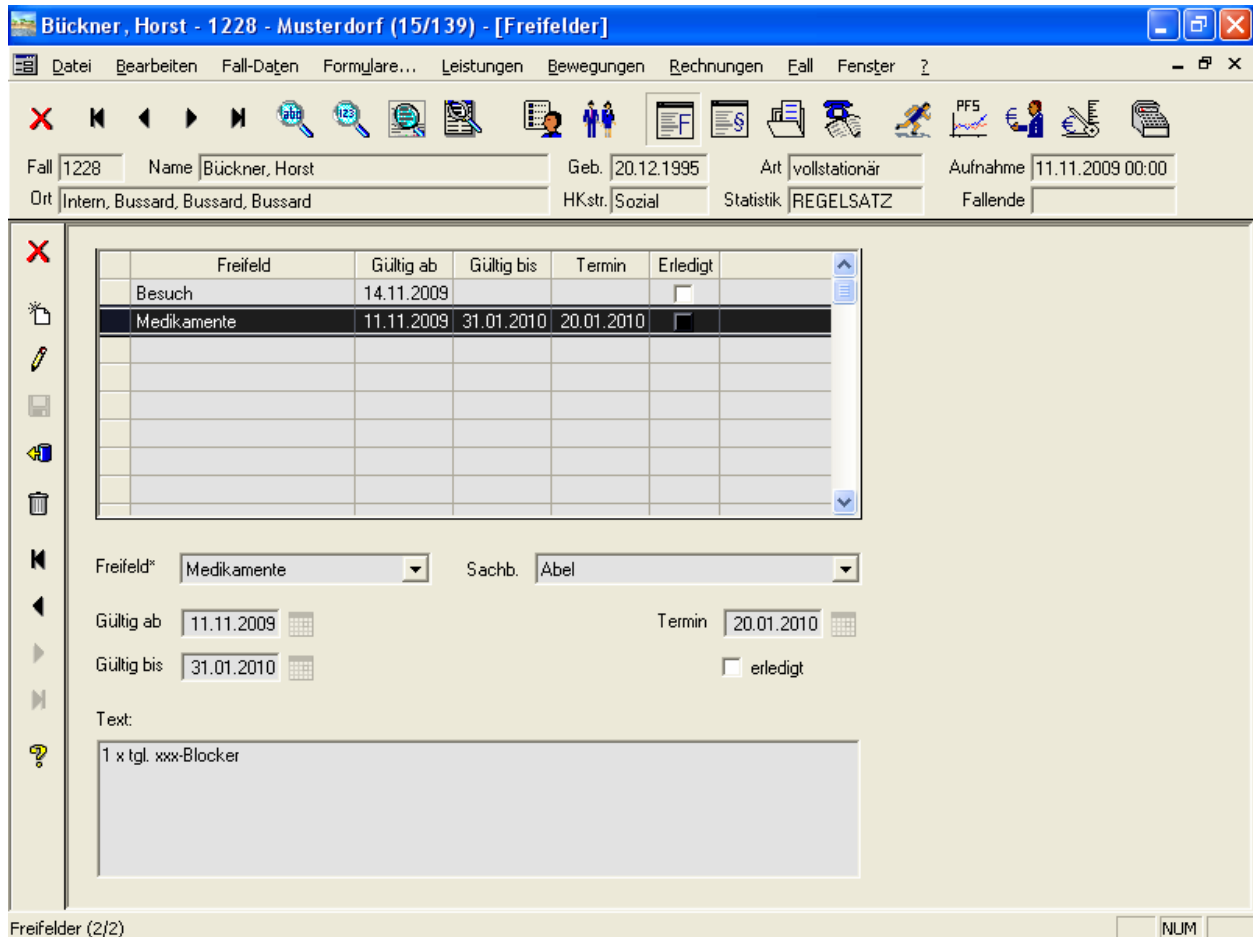 Bückner, Horst - 1228 - Musterdorf (15/139) - [Freifelder]
Datei Bearbeiten Fall-Daten Formulare... Leistungen Bewegungen Rechnungen Fall Fenster ?
abc 123 F § PFS € €
Fall 1228 Name Bückner, Horst Geb. 20.12.1995 Art vollstationär Aufnahme 11.11.2009 00:00
Ort Intern, Bussard, Bussard, Bussard HKstr. Sozial Statistik REGELSATZ Fallende
Freifeld Gültig ab Gültig bis Termin Erledigt
Besuch 14.11.2009
Medikamente 11.11.2009 31.01.2010 20.01.2010
Freifeld* Medikamente Sachb. Abel
Gültig ab 11.11.2009 Termin 20.01.2010
Gültig bis 31.01.2010 erledigt
Text:
1 x tgl. xxx-Blocker
Freifelder (2/2) NUM